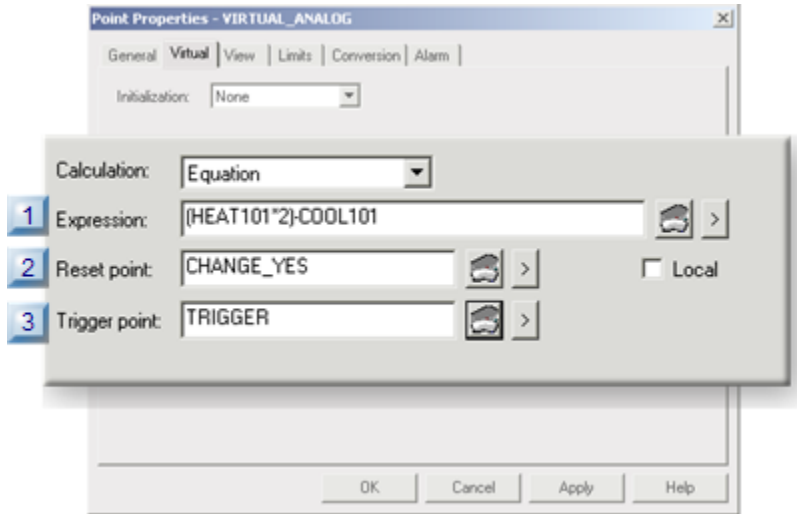 Point Properties - VIRTUAL_ANALOG
General Virtual View Limits Conversion Alarm
Initialization: None
Calculation: Equation
1 Expression: (HEAT101*2)-COOL101 >
2 Reset point: CHANGE_YES > Local
3 Trigger point: TRIGGER >
OK Cancel Apply Help